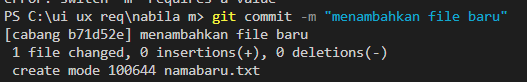 PS C:\ui ux req\nabila m> git commit -m "menambahkan file baru"
[cabang b71d52e] menambahkan file baru
 1 file changed, 0 insertions(+), 0 deletions(-)
 create mode 100644 namabaru.txt